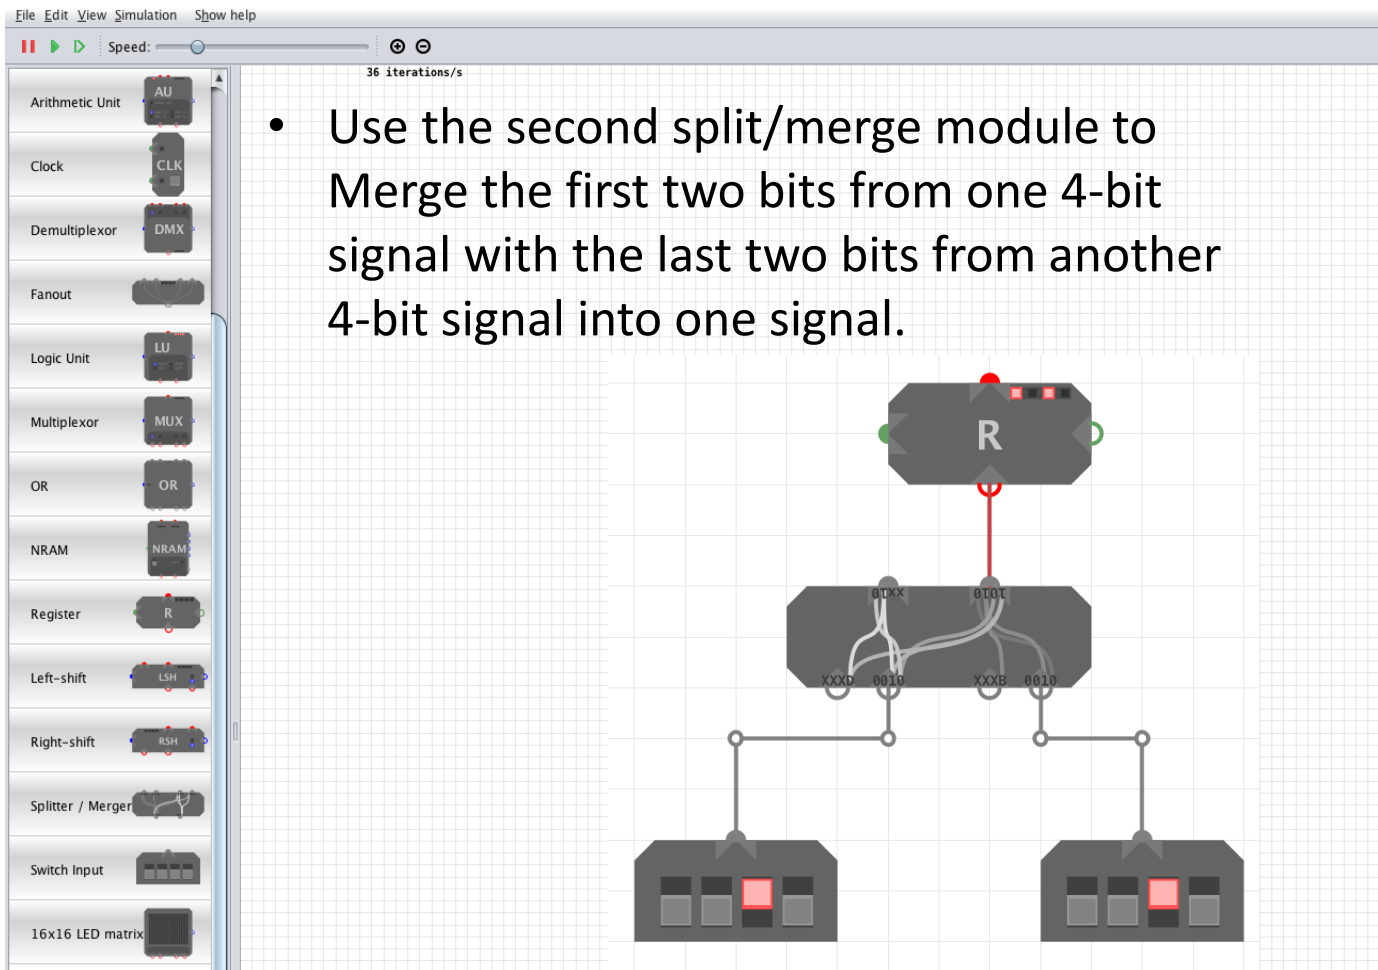 File Edit View Simulation Show help
Speed:
36 iterations/s
Arithmetic Unit AU
Clock CLK
Demultiplexor DMX
Fanout
Logic Unit LU
Multiplexor MUX
OR OR
NRAM NRAM
Register R
Left-shift LSH
Right-shift RSH
Splitter / Merger
Switch Input
16x16 LED matrix
• Use the second split/merge module to
Merge the first two bits from one 4-bit
signal with the last two bits from another
4-bit signal into one signal.
R
XX10 1010
XXXD 0010 XXXB 0010